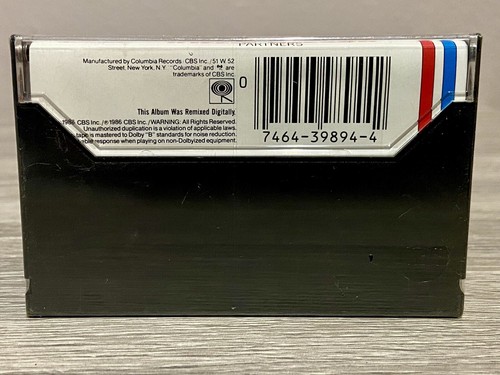 PARTNERS
Manufactured by Columbia Records/CBS Inc./51 W 52
Street, New York, N.Y. "Columbia" and are
trademarks of CBS Inc.
0
This Album Was Remixed Digitally.
1986 CBS Inc./℗ 1986 CBS Inc./WARNING: All Rights Reserved.
Unauthorized duplication is a violation of applicable laws.
tape is mastered to Dolby "B" standards for noise reduction.
response when playing on non-Dolbyized equipment.
7464-39894-4